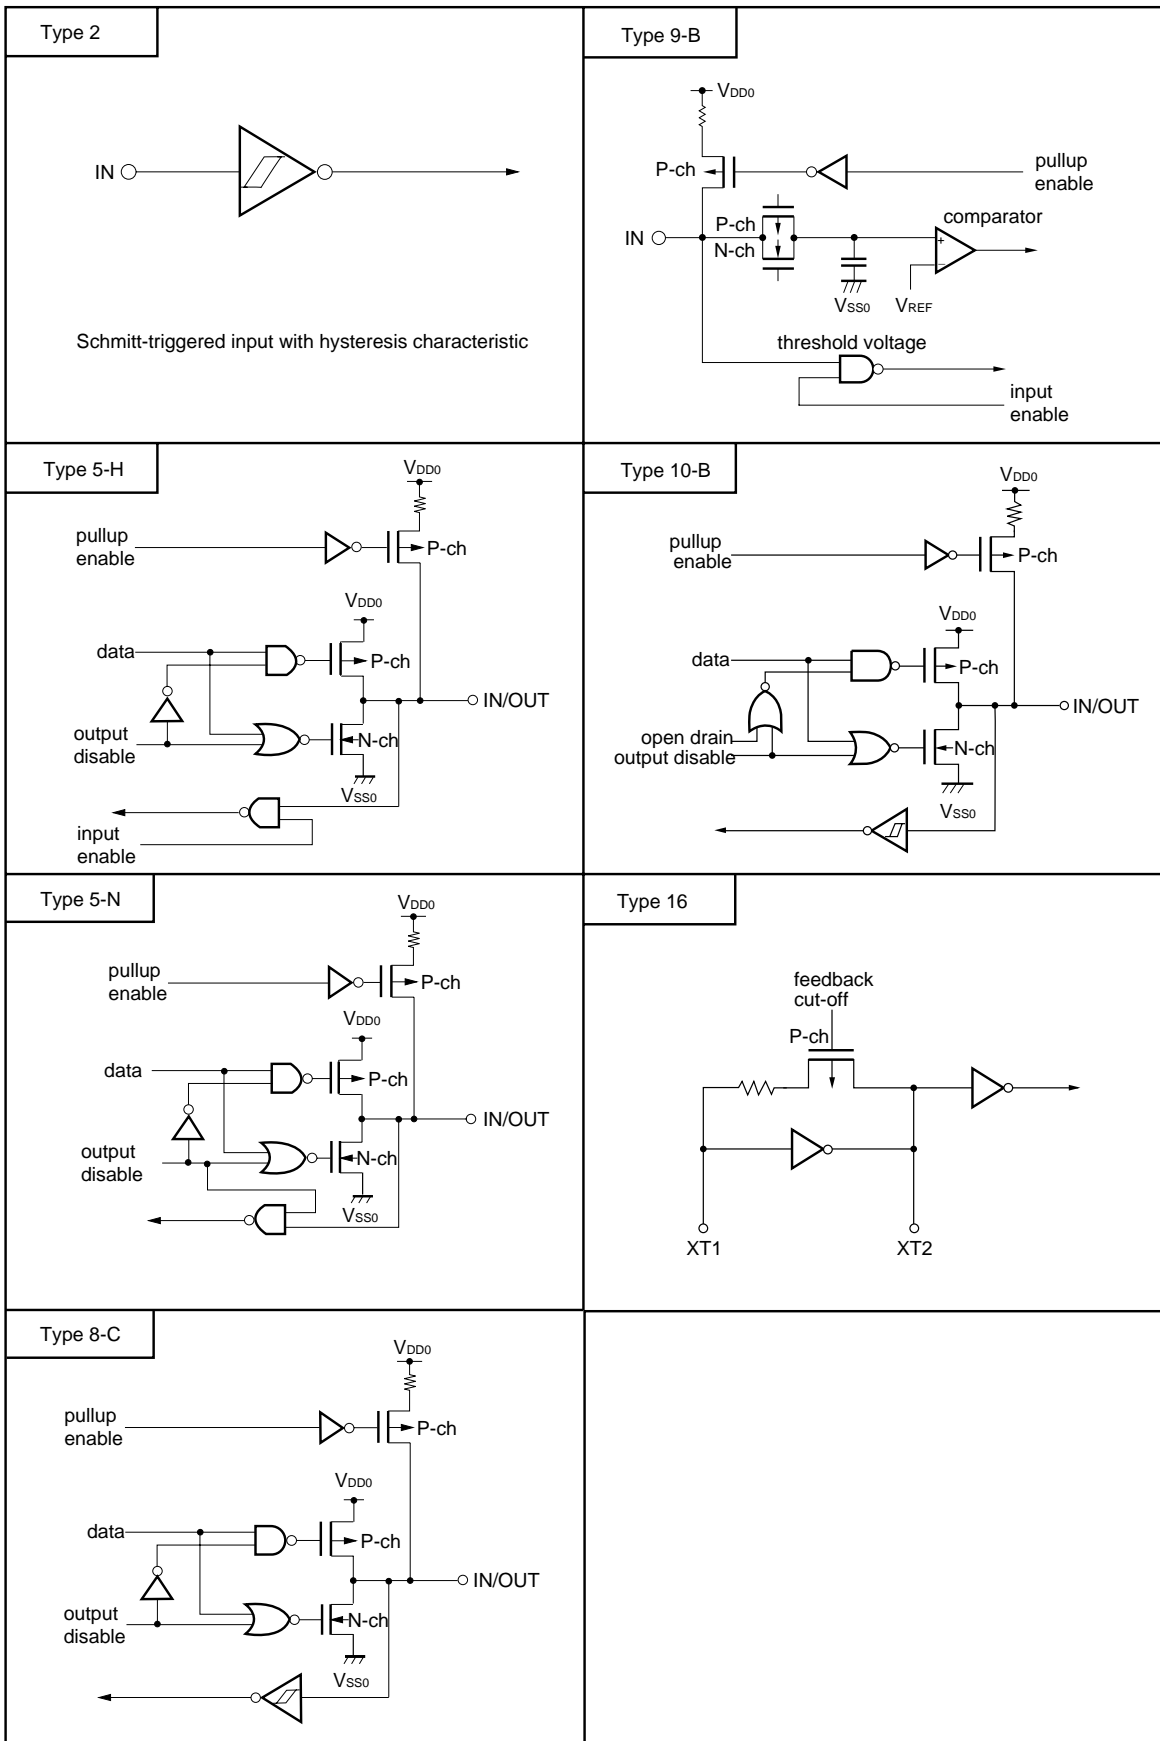 Type 2
IN
Schmitt-triggered input with hysteresis characteristic
Type 9-B
VDD0
P-ch
pullup
enable
IN
P-ch
N-ch
comparator
+
−
VSS0
VREF
threshold voltage
input
enable
Type 5-H
VDD0
pullup
enable
P-ch
VDD0
data
P-ch
IN/OUT
output
disable
N-ch
VSS0
input
enable
Type 10-B
VDD0
pullup
enable
P-ch
VDD0
data
P-ch
IN/OUT
open drain
output disable
N-ch
VSS0
Type 5-N
VDD0
pullup
enable
P-ch
VDD0
data
P-ch
IN/OUT
output
disable
N-ch
VSS0
Type 16
feedback
cut-off
P-ch
XT1
XT2
Type 8-C
VDD0
pullup
enable
P-ch
VDD0
data
P-ch
IN/OUT
output
disable
N-ch
VSS0